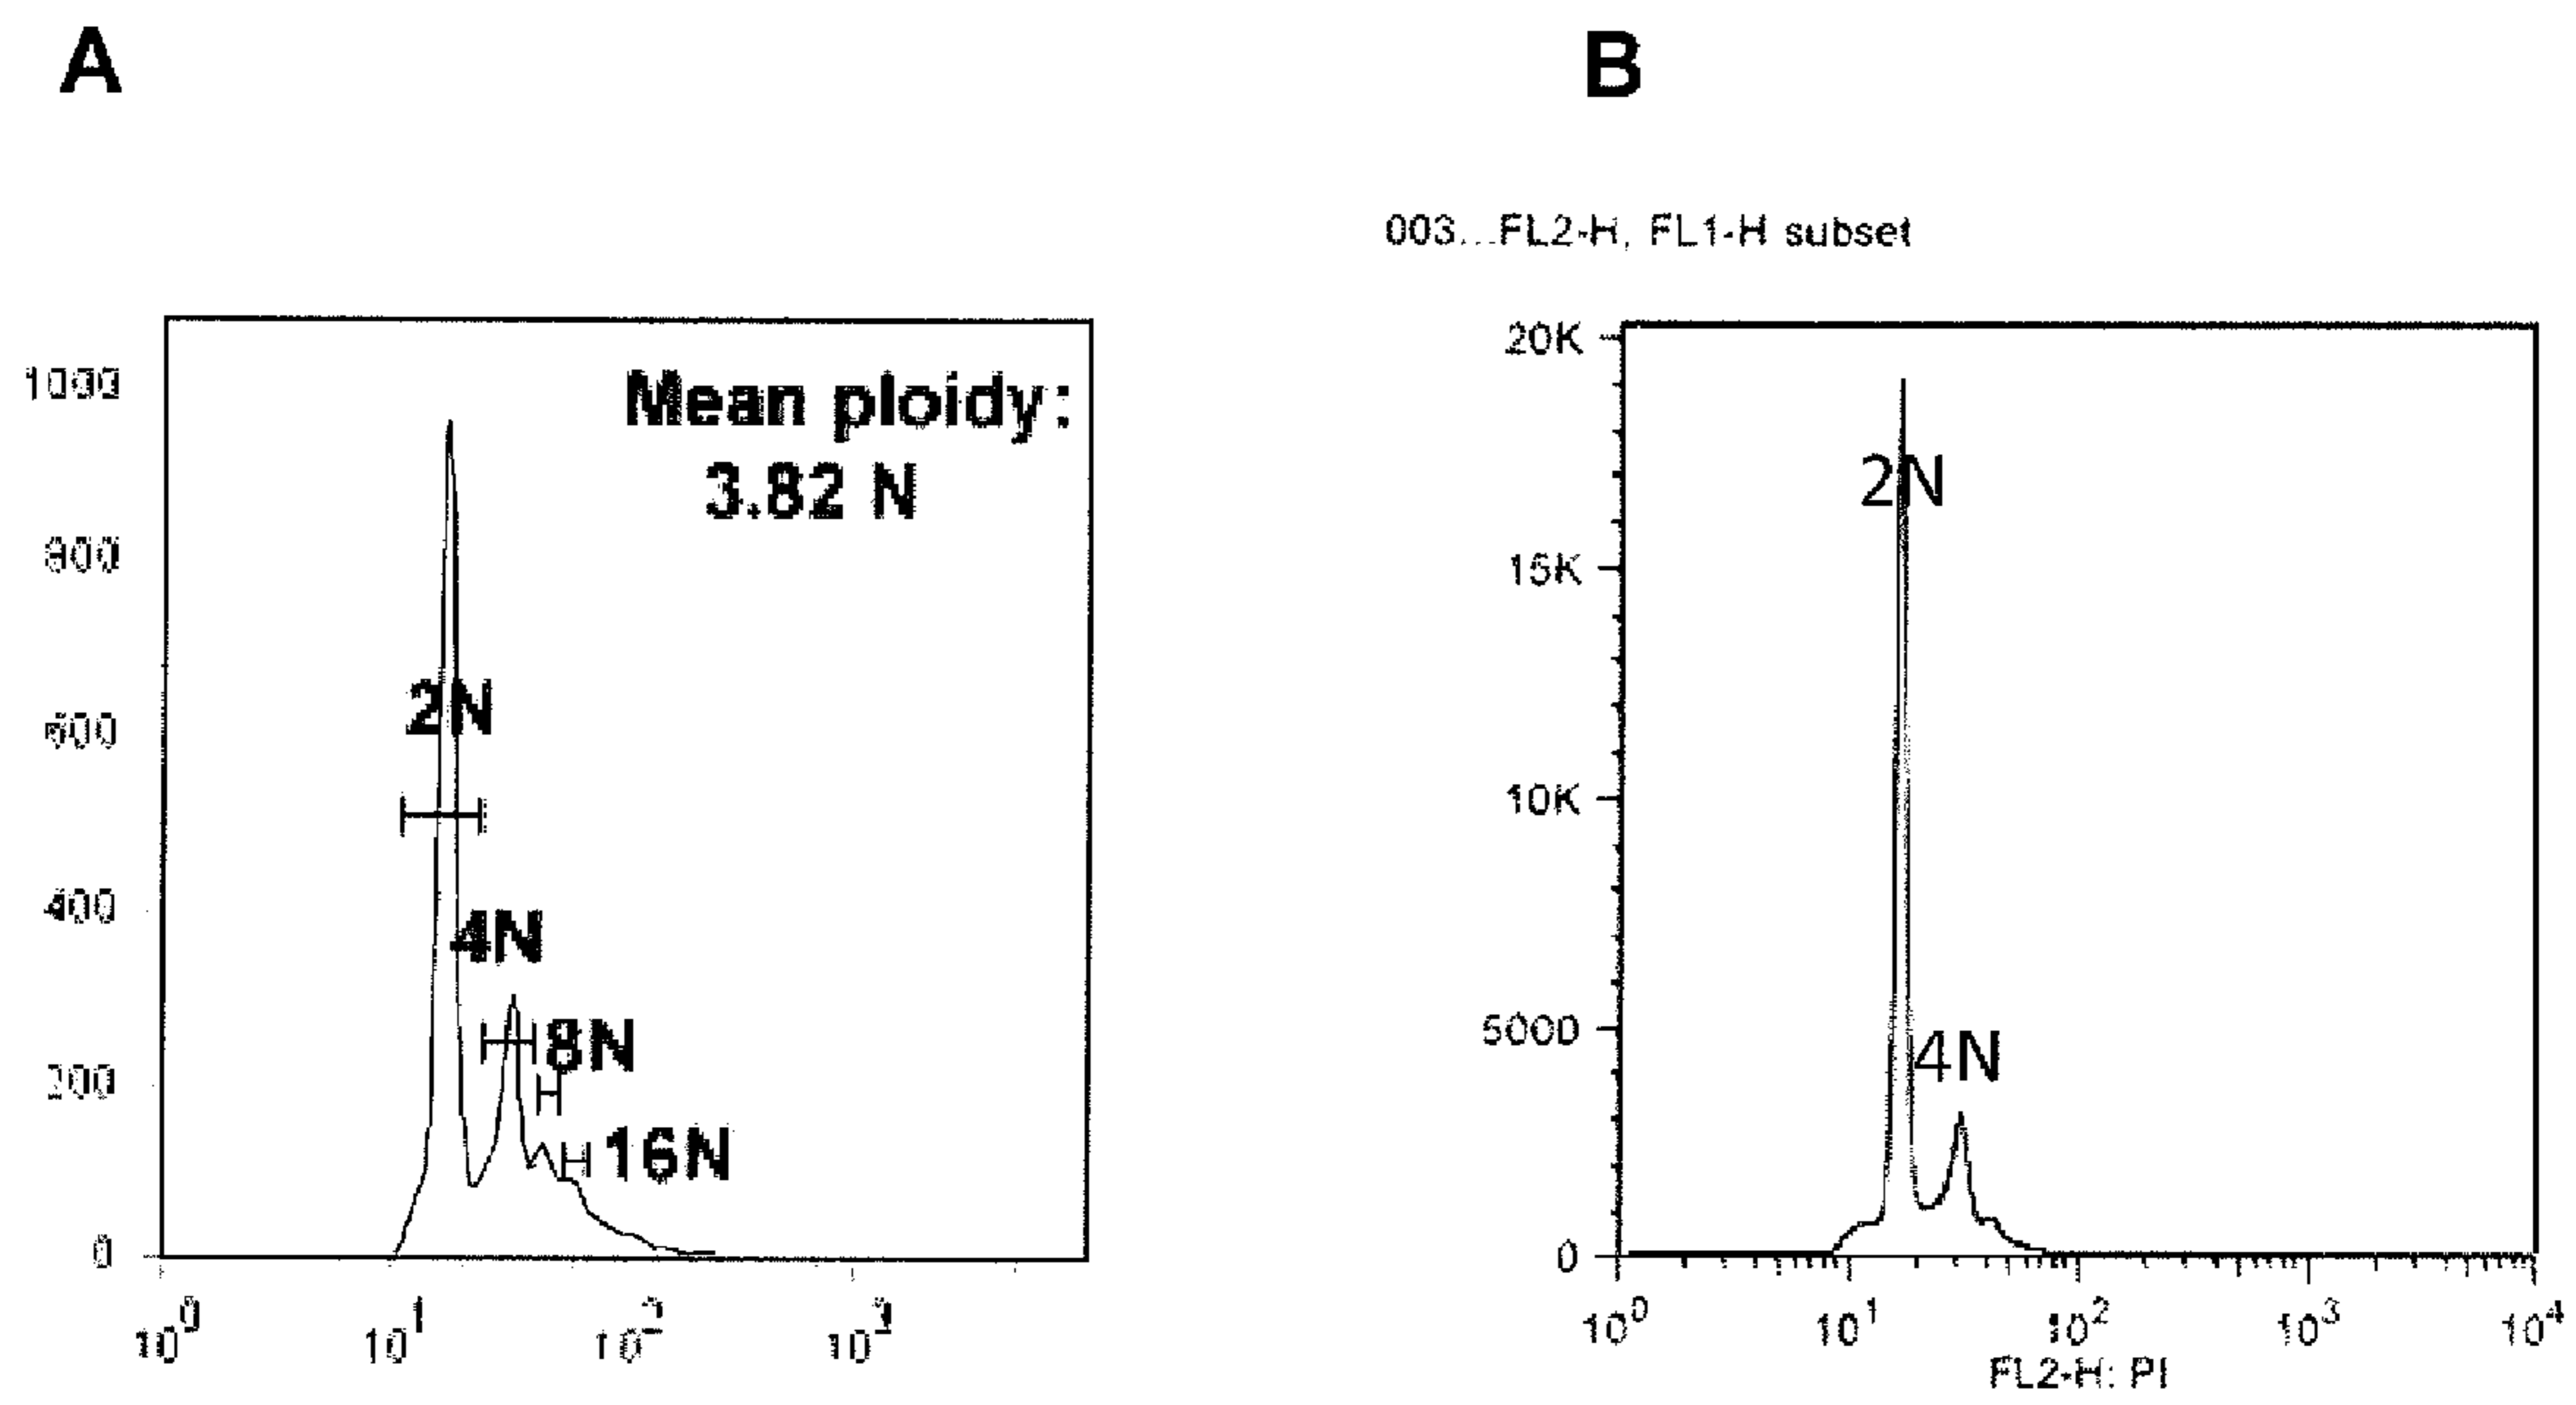 A
B
003...FL2-H, FL1-H subset
1000
800
600
400
200
0
Mean ploidy:
3.82 N
2N
4N
8N
16N
10^0 10^1 10^2 10^3
20K
15K
10K
5000
0
2N
4N
10^0 10^1 10^2 10^3 10^4
FL2-H: PI